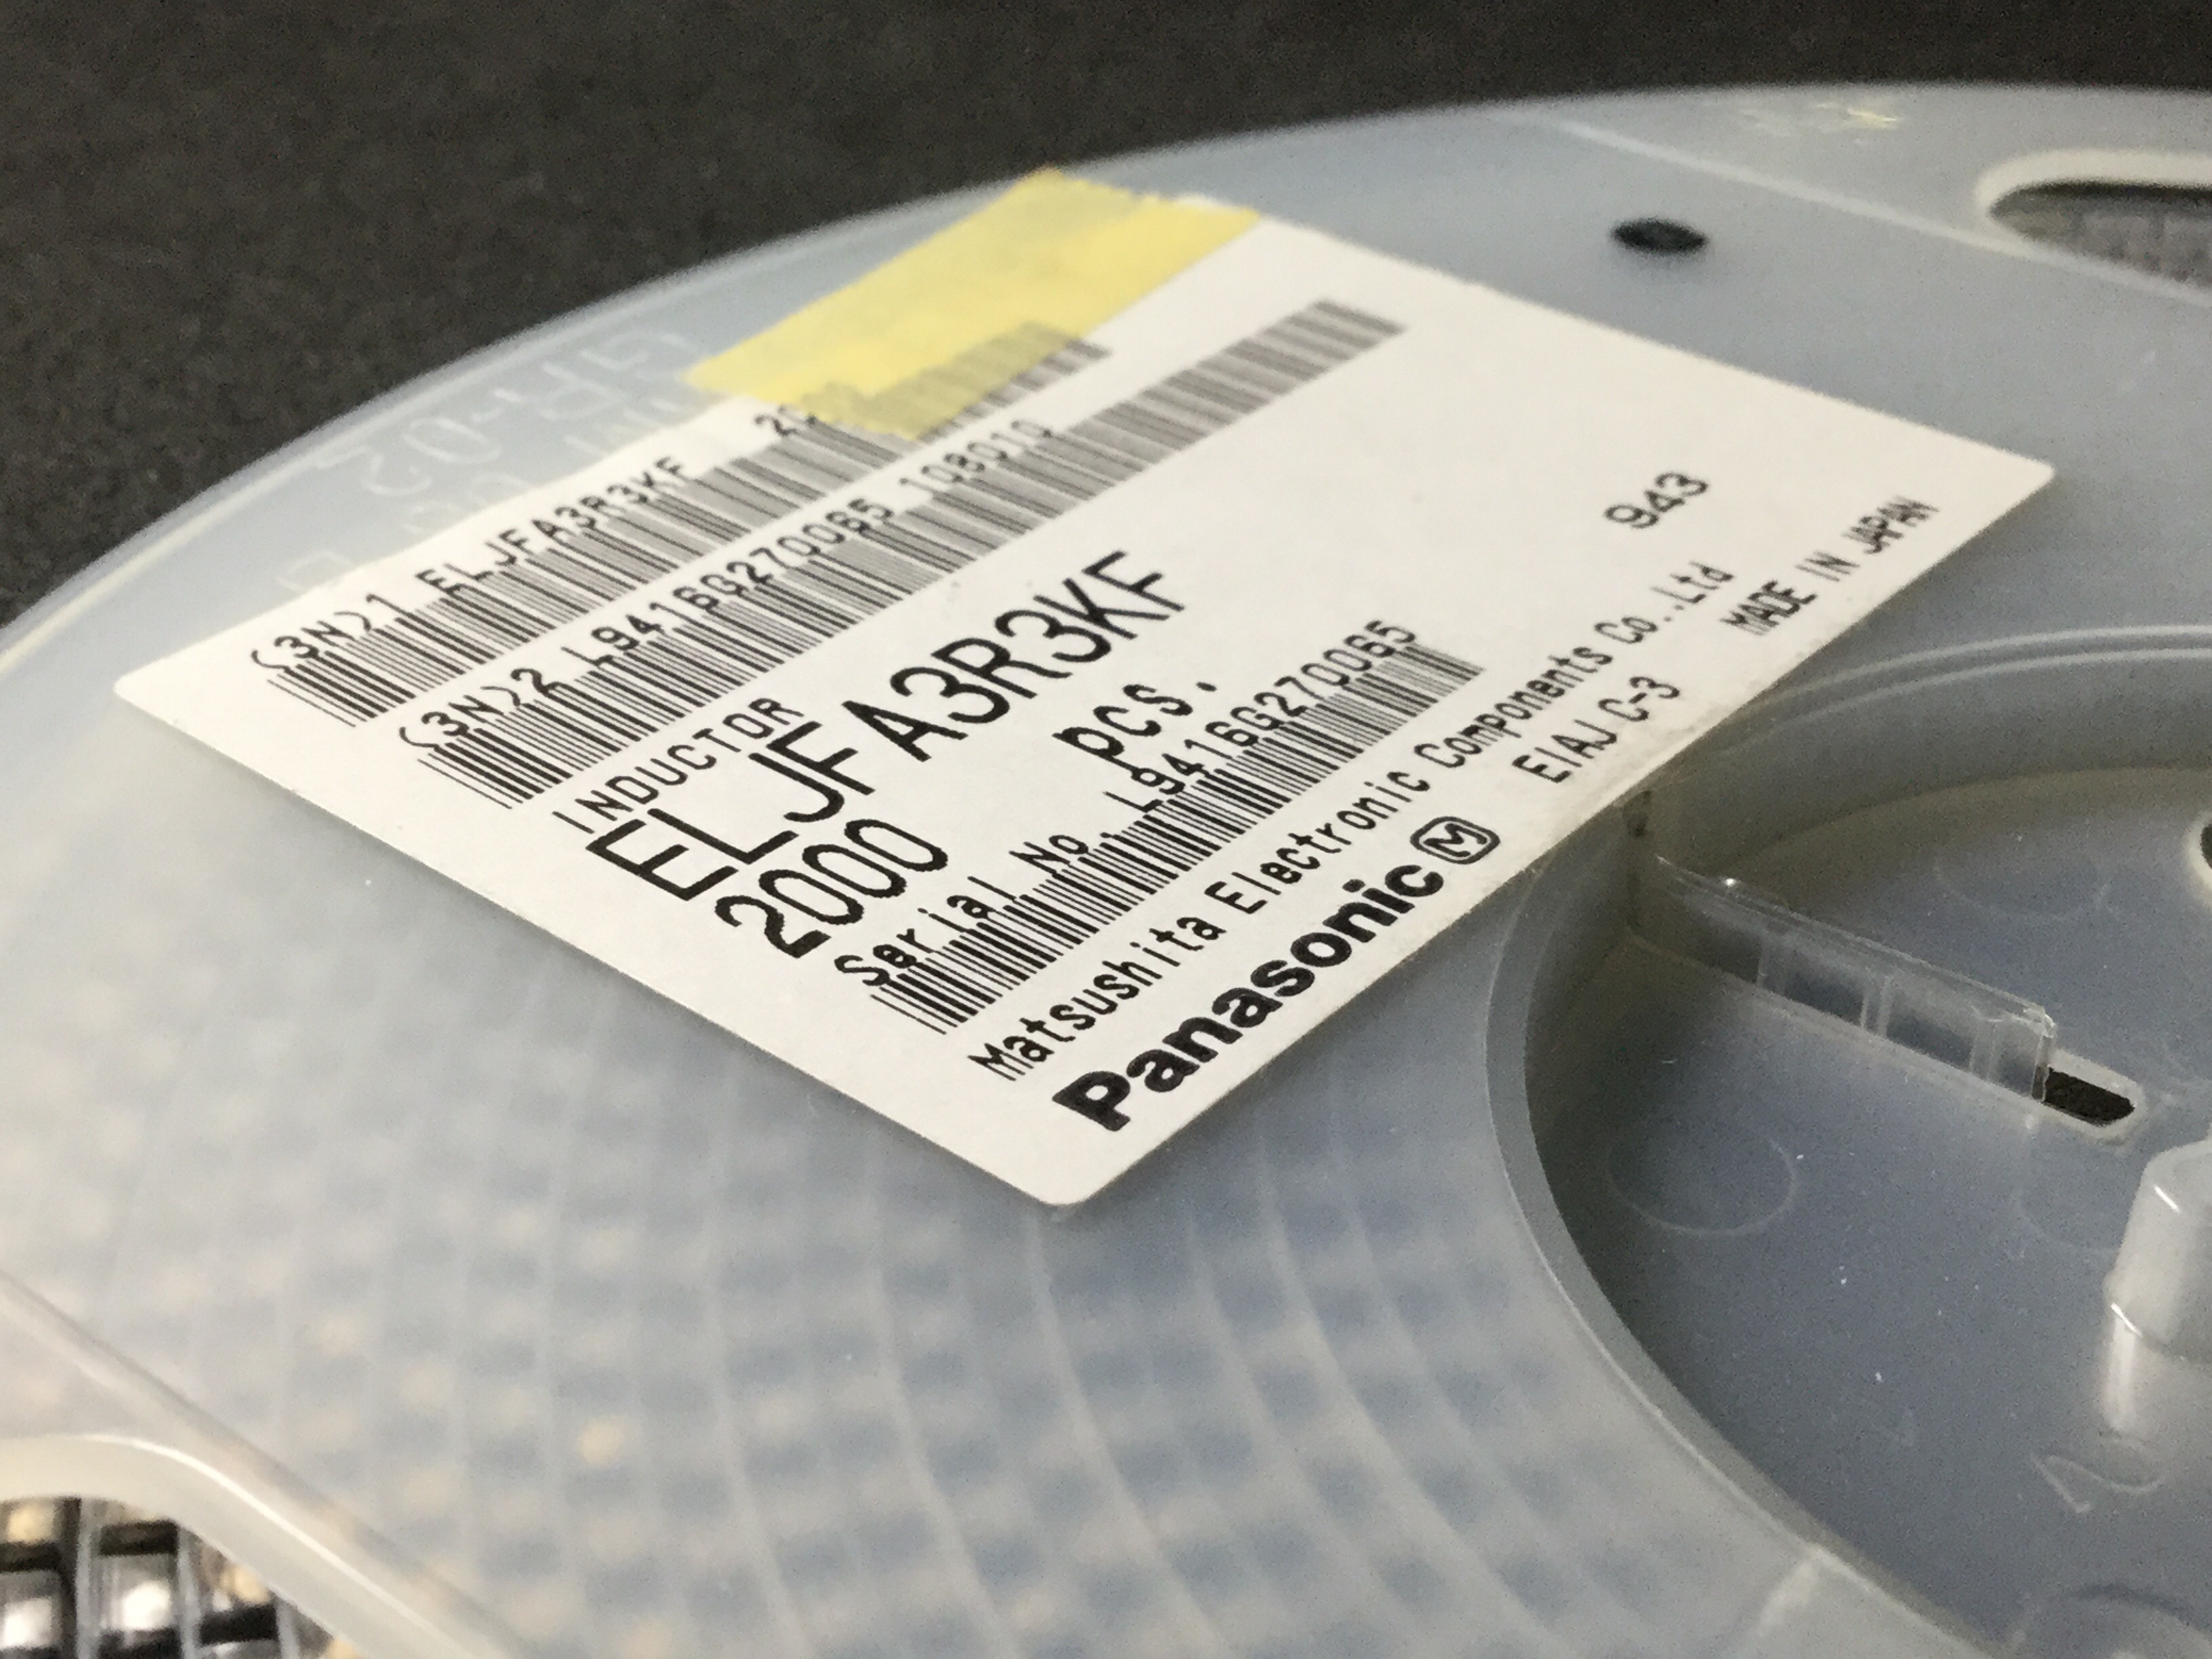 (3N)1 ELJFA3R3KF
(3N)2 L9416G270065 108010
INDUCTOR
ELJFA3R3KF
2000 pcs.
943
Serial No. L9416G270065
Matsushita Electronic Components Co.,Ltd
Panasonic M
EIAJ C-3
MADE IN JAPAN